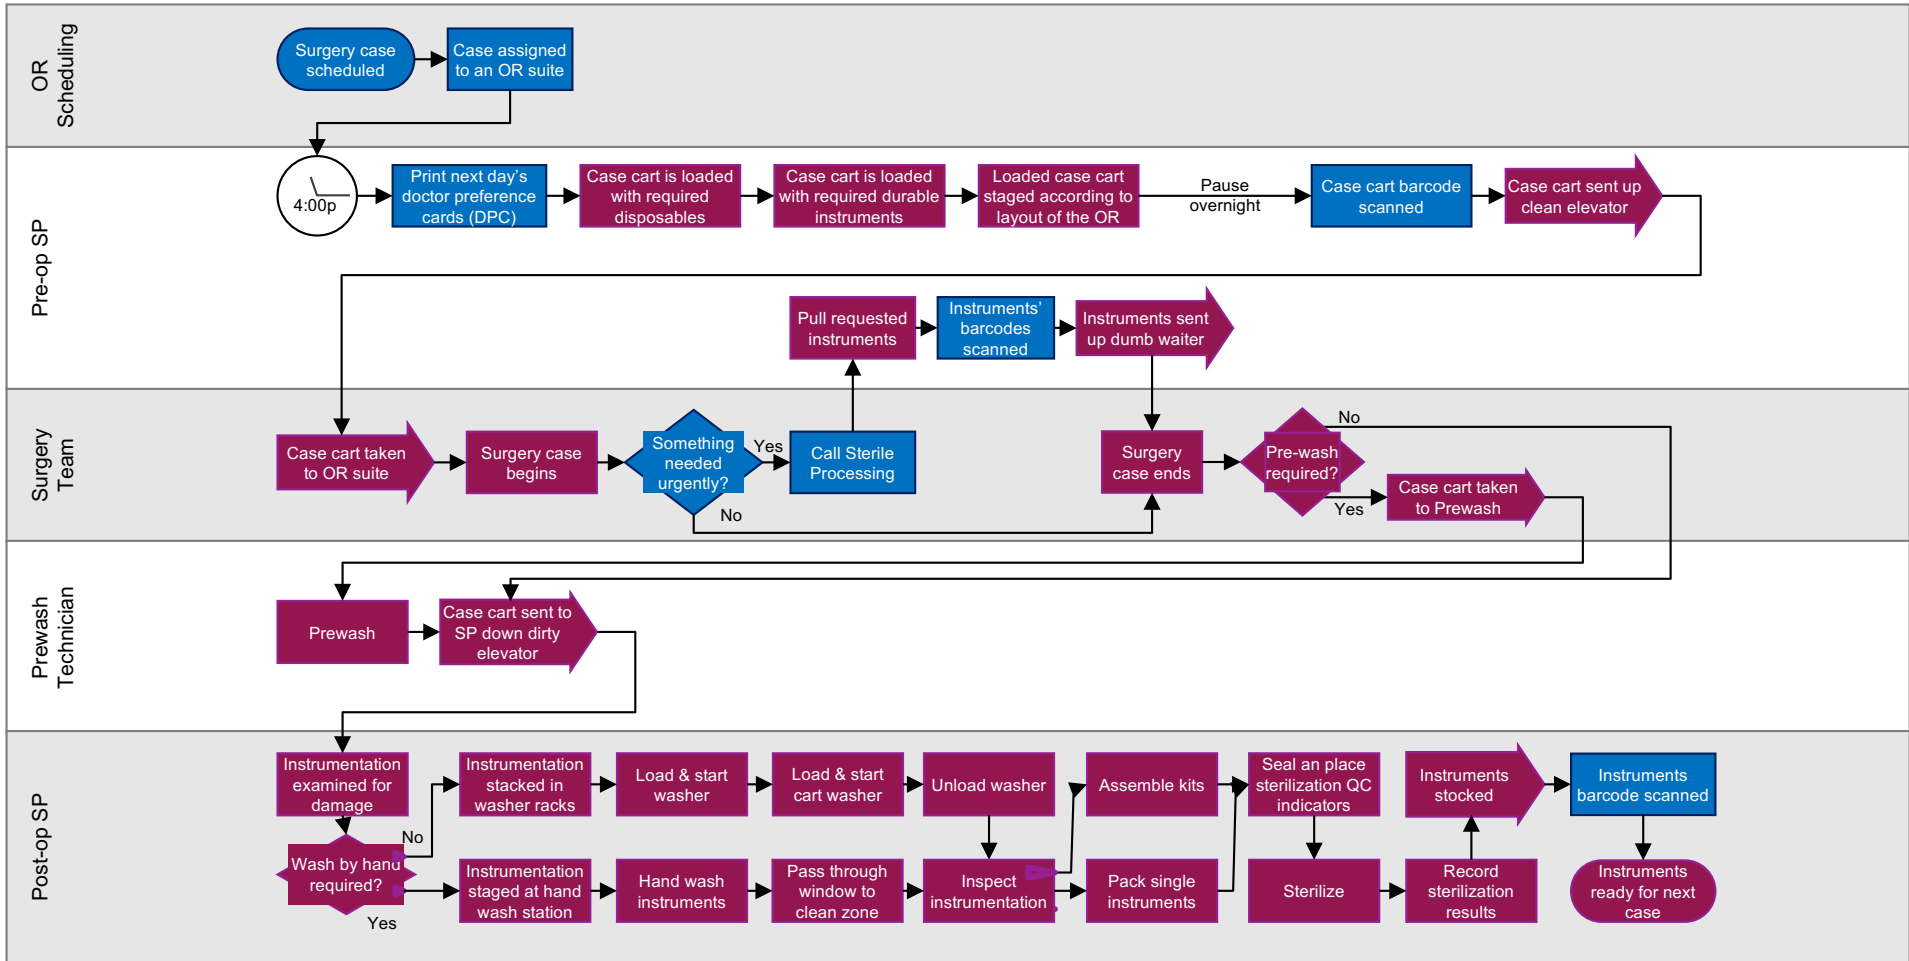 OR
Scheduling
Surgery case
scheduled
Case assigned
to an OR suite
Pre-op SP
4:00p
Print next day's
doctor preference
cards (DPC)
Case cart is loaded
with required
disposables
Case cart is loaded
with required durable
instruments
Loaded case cart
staged according to
layout of the OR
Pause
overnight
Case cart barcode
scanned
Case cart sent up
clean elevator
Pull requested
instruments
Instruments'
barcodes
scanned
Instruments sent
up dumb waiter
Surgery
Team
Case cart taken
to OR suite
Surgery case
begins
Something
needed
urgently?
Yes
No
Call Sterile
Processing
Surgery
case ends
Pre-wash
required?
No
Yes
Case cart taken
to Prewash
Prewash
Technician
Prewash
Case cart sent to
SP down dirty
elevator
Post-op SP
Instrumentation
examined for
damage
Wash by hand
required?
No
Yes
Instrumentation
stacked in
washer racks
Load & start
washer
Load & start
cart washer
Unload washer
Instrumentation
staged at hand
wash station
Hand wash
instruments
Pass through
window to
clean zone
Inspect
instrumentation
Assemble kits
Pack single
instruments
Seal an place
sterilization QC
indicators
Sterilize
Record
sterilization
results
Instruments
stocked
Instruments
barcode scanned
Instruments
ready for next
case